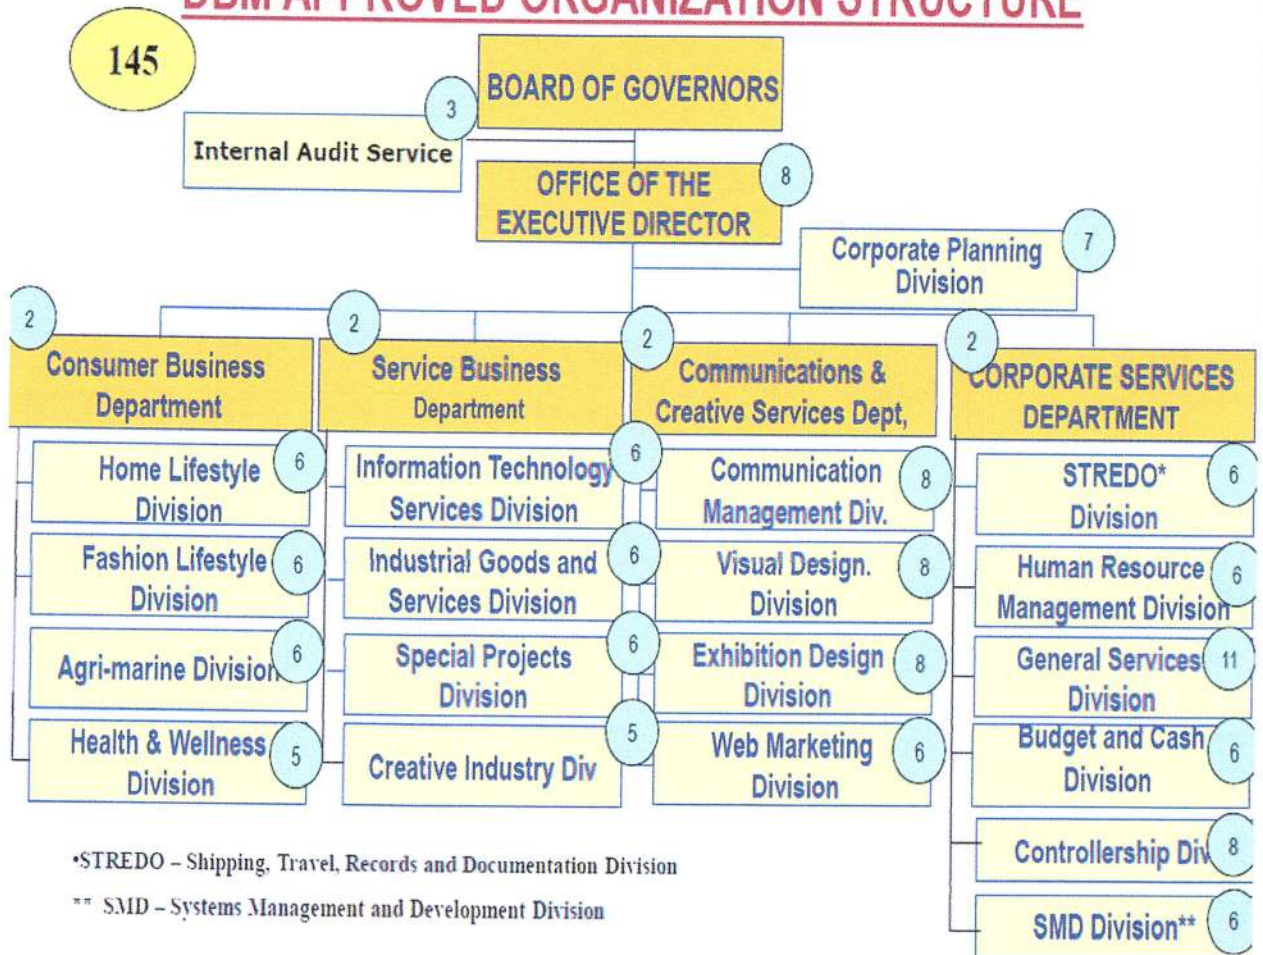 DBM APPROVED ORGANIZATION STRUCTURE
145
BOARD OF GOVERNORS
3
Internal Audit Service
OFFICE OF THE
EXECUTIVE DIRECTOR
8
Corporate Planning
Division
7
2
Consumer Business
Department
2
Service Business
Department
2
Communications &
Creative Services Dept,
2
CORPORATE SERVICES
DEPARTMENT
Home Lifestyle
Division
6
Fashion Lifestyle
Division
6
Agri-marine Division
6
Health & Wellness
Division
5
Information Technology
Services Division
6
Industrial Goods and
Services Division
6
Special Projects
Division
6
Creative Industry Div
5
Communication
Management Div.
8
Visual Design.
Division
8
Exhibition Design
Division
8
Web Marketing
Division
6
STREDO*
Division
6
Human Resource
Management Division
6
General Services
Division
11
Budget and Cash
Division
6
Controllership Div
8
SMD Division**
6
•STREDO – Shipping, Travel, Records and Documentation Division
** SMD – Systems Management and Development Division